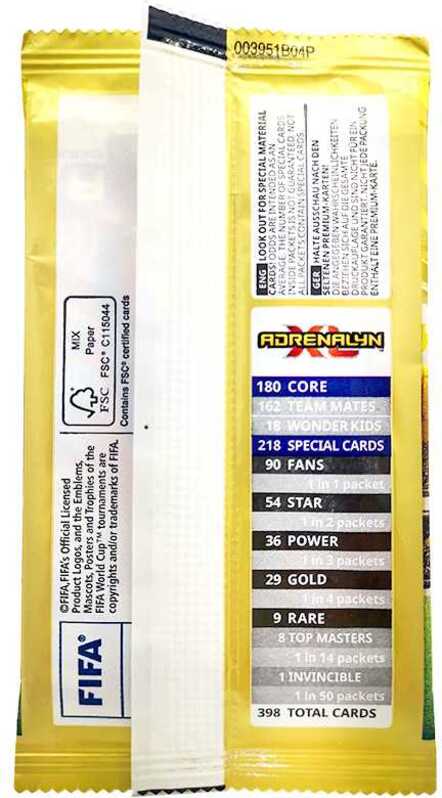 003951B04P
ENG LOOK OUT FOR SPECIAL MATERIAL
CARDS! ODDS ARE INTENDED AS AN
AVERAGE. THE NUMBER OF SPECIAL CARDS
INSIDE PACKETS IS NOT GUARANTEED. NOT
ALL PACKETS CONTAIN SPECIAL CARDS.
GER HALTE AUSSCHAU NACH DEN
SELTENEN PREMIUM-KARTEN!
DIE ANGEGEBEN WAHRSCHEINLICHKEITEN
BEZIEHEN SICH AUF DIE GESAMTE
DRUCKAUFLAGE UND SIND NICHT FÜR EIN
PRODUKT GARANTIERT. NICHT JEDE PACKUNG
ENTHÄLT EINE PREMIUM-KARTE.
ADRENALYN
XL™
180 CORE
162 TEAM MATES
18 WONDER KIDS
218 SPECIAL CARDS
90 FANS
1 in 1 packet
54 STAR
1 in 2 packets
36 POWER
1 in 3 packets
29 GOLD
1 in 4 packets
9 RARE
8 TOP MASTERS
1 in 14 packets
1 INVINCIBLE
1 in 50 packets
398 TOTAL CARDS
MIX
Paper
FSC FSC® C115044
Contains FSC® certified cards
©FIFA, FIFA's Official Licensed
Product Logos, and the Emblems,
Mascots, Posters and Trophies of the
FIFA World Cup™ tournaments are
copyrights and/or trademarks of FIFA.
FIFA®